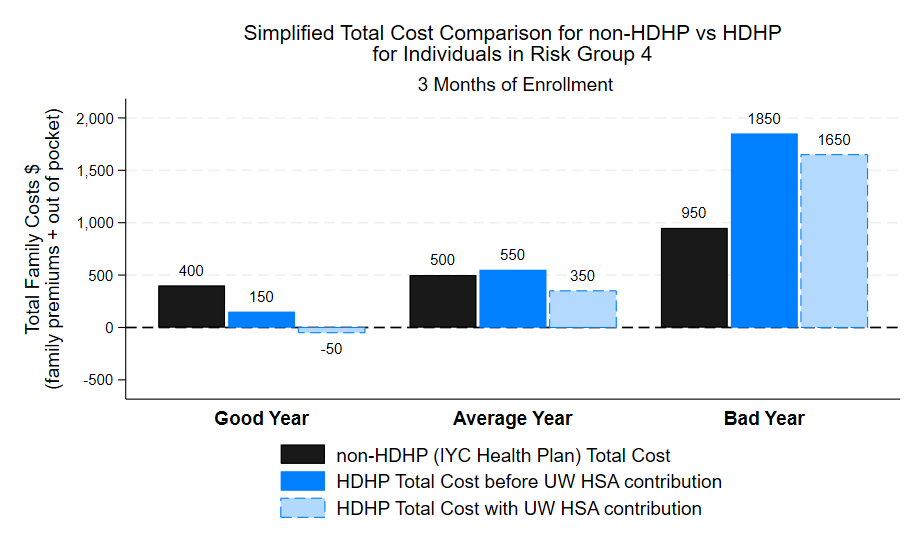 Simplified Total Cost Comparison for non-HDHP vs HDHP
for Individuals in Risk Group 4
3 Months of Enrollment
Total Family Costs $
(family premiums + out of pocket)
2,000
1,500
1,000
500
0
-500
400
150
-50
500
550
350
950
1850
1650
Good Year
Average Year
Bad Year
non-HDHP (IYC Health Plan) Total Cost
HDHP Total Cost before UW HSA contribution
HDHP Total Cost with UW HSA contribution